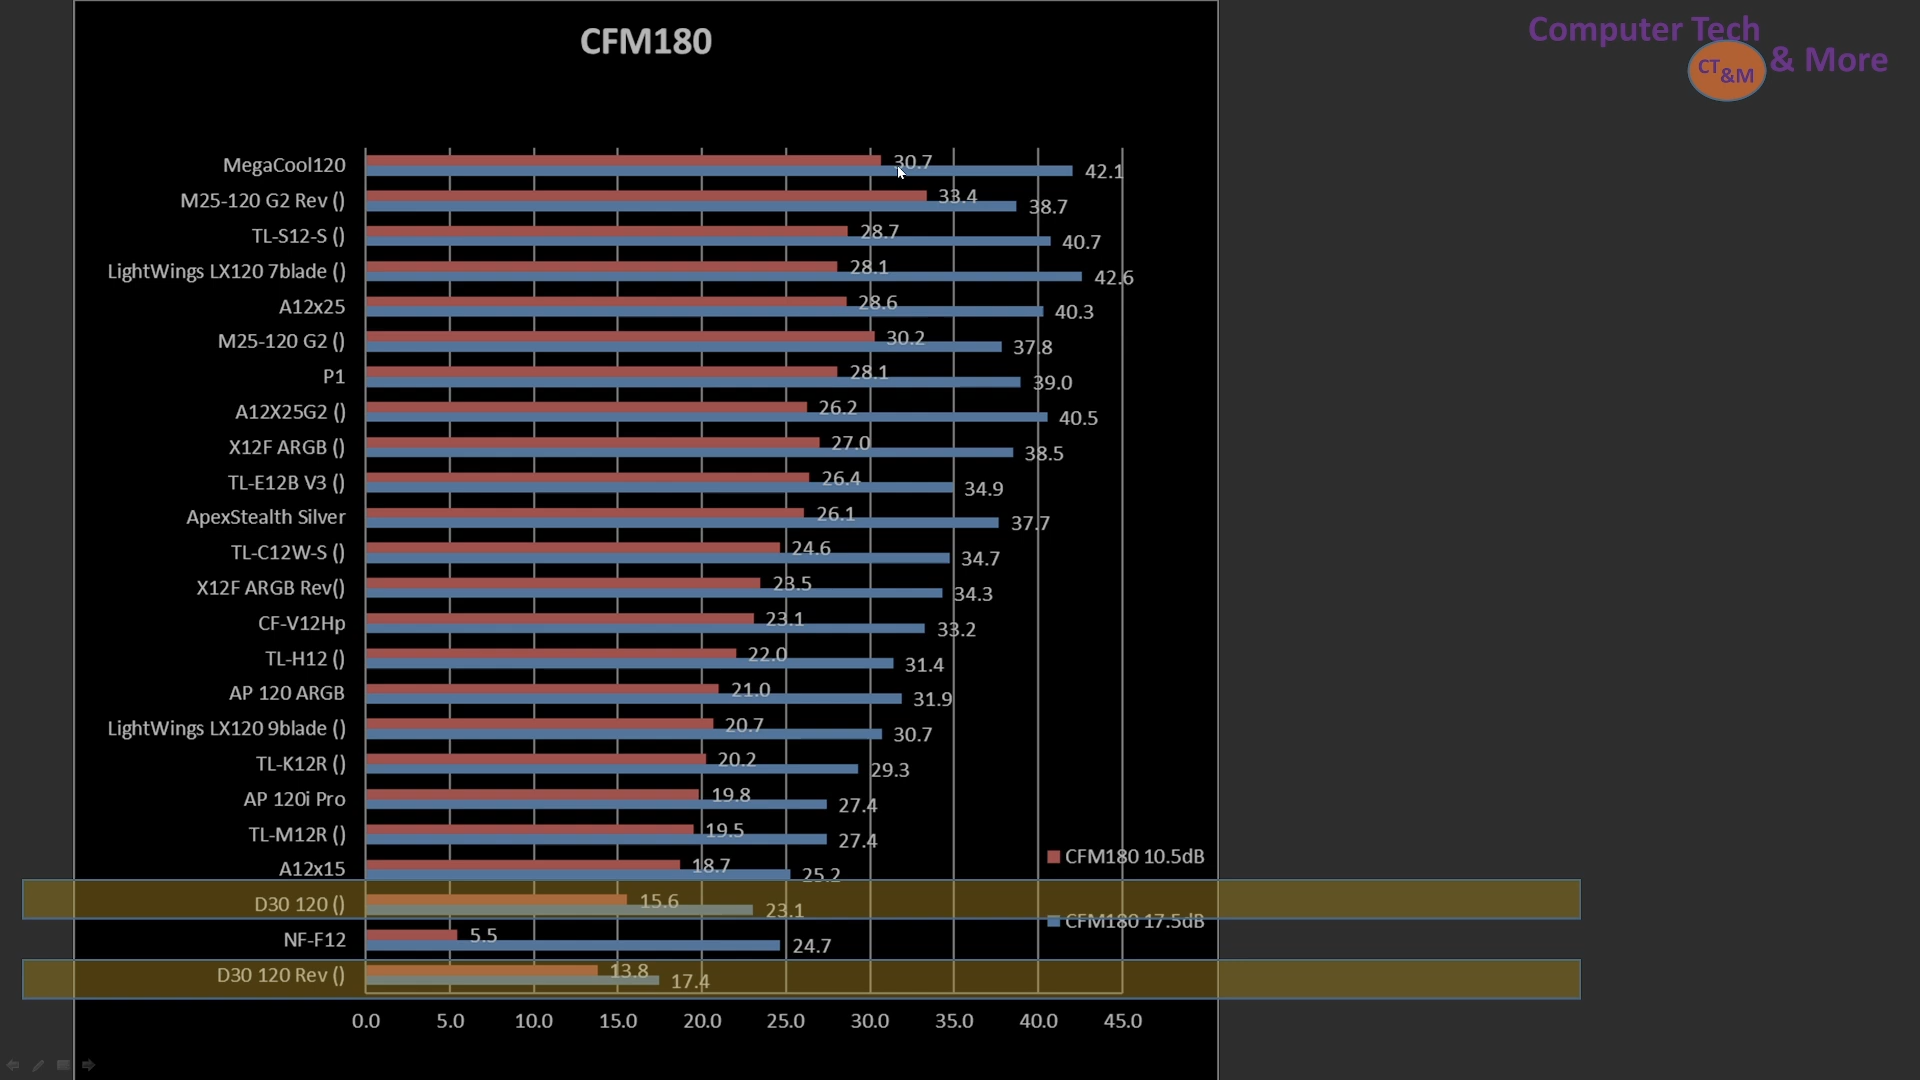 CFM180
Computer Tech
& More
CT
&M
MegaCool120 30.7 42.1
M25-120 G2 Rev () 33.4 38.7
TL-S12-S () 28.7 40.7
LightWings LX120 7blade () 28.1 42.6
A12x25 28.6 40.3
M25-120 G2 () 30.2 37.8
P1 28.1 39.0
A12X25G2 () 26.2 40.5
X12F ARGB () 27.0 38.5
TL-E12B V3 () 26.4 34.9
ApexStealth Silver 26.1 37.7
TL-C12W-S () 24.6 34.7
X12F ARGB Rev() 23.5 34.3
CF-V12Hp 23.1 33.2
TL-H12 () 22.0 31.4
AP 120 ARGB 21.0 31.9
LightWings LX120 9blade () 20.7 30.7
TL-K12R () 20.2 29.3
AP 120i Pro 19.8 27.4
TL-M12R () 19.5 27.4
CFM180 10.5dB
A12x15 18.7 25.2
D30 120 () 15.6 23.1
CFM180 17.5dB
NF-F12 5.5 24.7
D30 120 Rev () 13.8 17.4
0.0 5.0 10.0 15.0 20.0 25.0 30.0 35.0 40.0 45.0